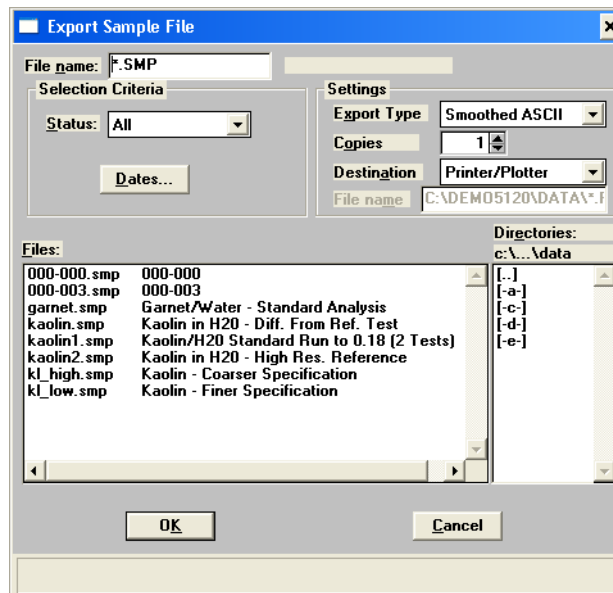 Export Sample File
File name: *.SMP
Selection Criteria
Status: All
Dates...
Settings
Export Type Smoothed ASCII
Copies 1
Destination Printer/Plotter
File name C:\DEMO5120\DATA\*.F
Files:
000-000.smp 000-000
000-003.smp 000-003
garnet.smp Garnet/Water - Standard Analysis
kaolin.smp Kaolin in H20 - Diff. From Ref. Test
kaolin1.smp Kaolin/H20 Standard Run to 0.18 (2 Tests)
kaolin2.smp Kaolin in H20 - High Res. Reference
kl_high.smp Kaolin - Coarser Specification
kl_low.smp Kaolin - Finer Specification
Directories:
c:\...\data
[..]
[-a-]
[-c-]
[-d-]
[-e-]
OK
Cancel